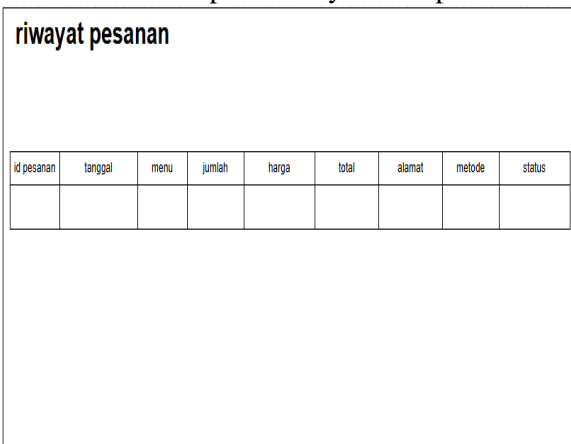 riwayat pesanan
id pesanan tanggal menu jumlah harga total alamat metode status